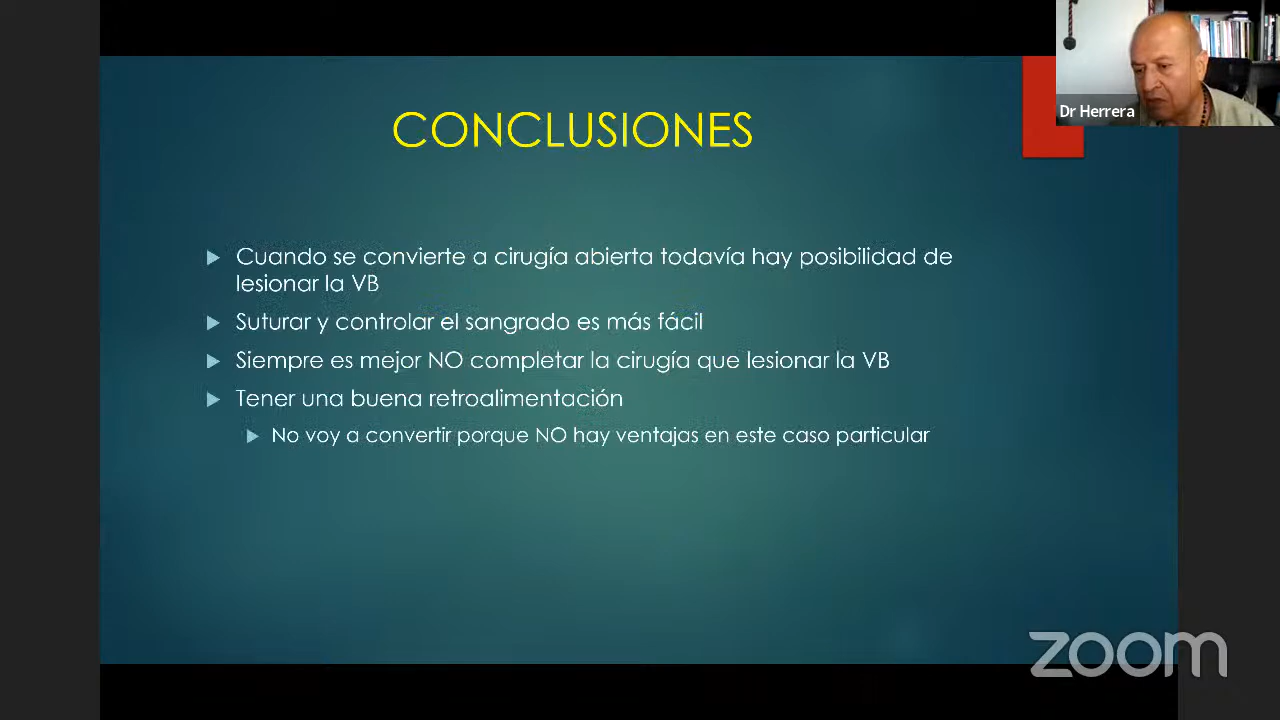 CONCLUSIONES
Dr Herrera
Cuando se convierte a cirugía abierta todavía hay posibilidad de
lesionar la VB
Suturar y controlar el sangrado es más fácil
Siempre es mejor NO completar la cirugía que lesionar la VB
Tener una buena retroalimentación
No voy a convertir porque NO hay ventajas en este caso particular
zoom